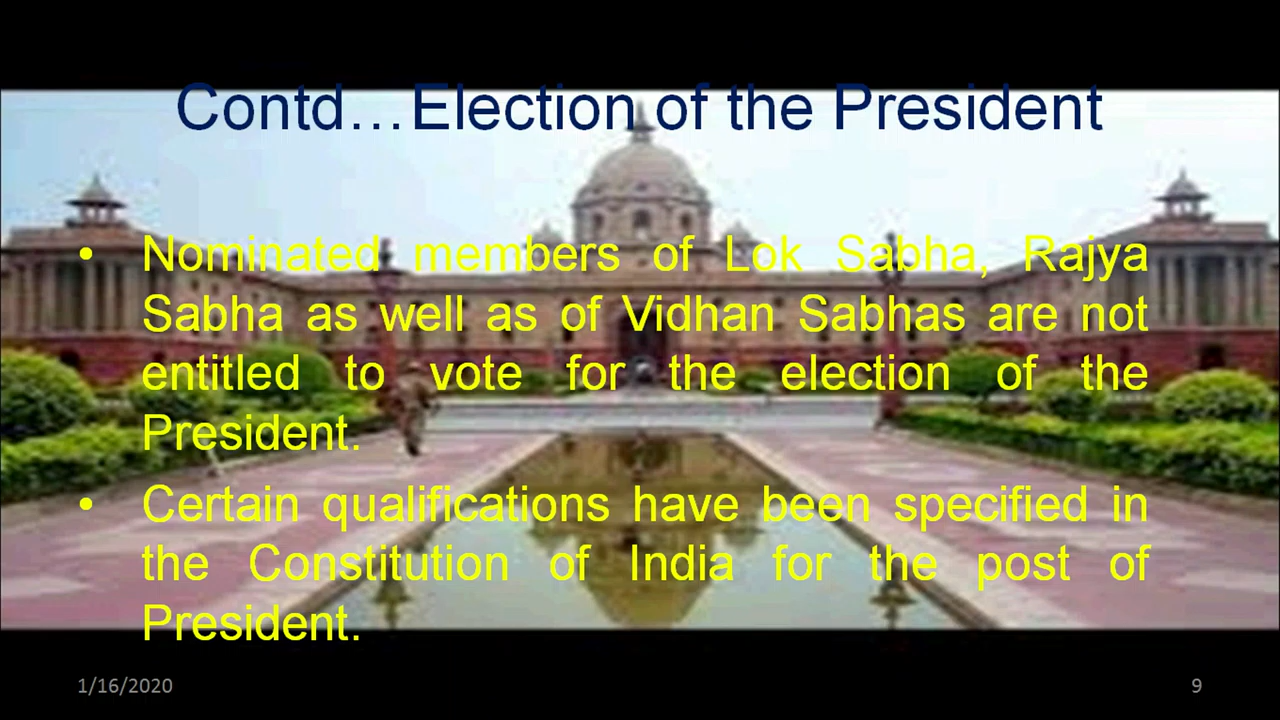 Contd…Election of the President
• Nominated members of Lok Sabha, Rajya
Sabha as well as of Vidhan Sabhas are not
entitled to vote for the election of the
President.
• Certain qualifications have been specified in
the Constitution of India for the post of
President.
1/16/2020
9